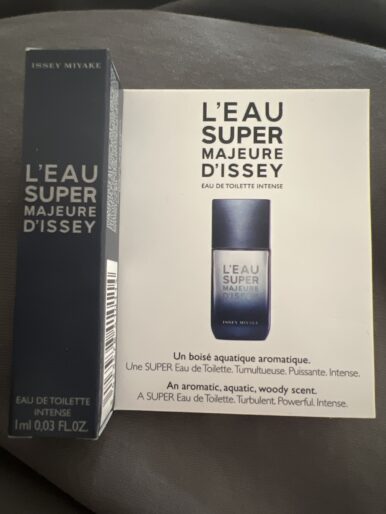 ISSEY MIYAKE
L'EAU
SUPER
MAJEURE
D'ISSEY
EAU DE TOILETTE
INTENSE
1ml 0,03 FL.OZ.
L'EAU
SUPER
MAJEURE
D'ISSEY
EAU DE TOILETTE INTENSE
L'EAU
SUPER
MAJEURE
D'ISSEY
ISSEY MIYAKE
Un boisé aquatique aromatique.
Une SUPER Eau de Toilette. Tumultueuse. Puissante. Intense.
An aromatic, aquatic, woody scent.
A SUPER Eau de Toilette. Turbulent. Powerful. Intense.